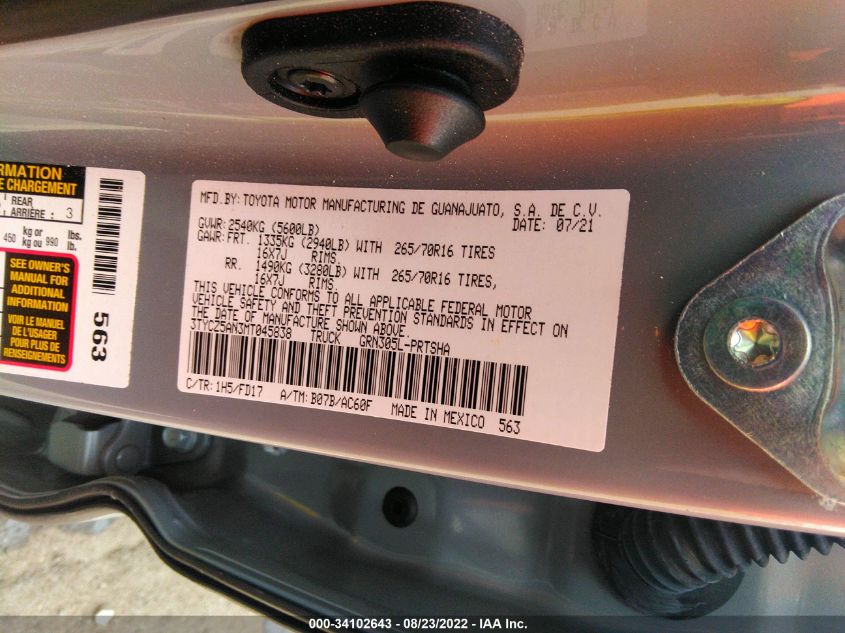 RMATION
E CHARGEMENT
REAR
ARRIÈRE : 3
450 kg or kg ou 990 lbs. lb.
SEE OWNER'S
MANUAL FOR
ADDITIONAL
INFORMATION
VOIR LE MANUEL
DE L'USAGER
POUR PLUS DE
RENSEIGNEMENTS
563
MFD.BY:TOYOTA MOTOR MANUFACTURING DE GUANAJUATO, S.A. DE C.V.
DATE: 07/21
GVWR:2540KG (5600LB)
GAWR:FRT. 1335KG (2940LB) WITH 265/70R16 TIRES
16X7J RIMS.
RR. 1490KG (3280LB) WITH 265/70R16 TIRES,
16X7J RIMS.
THIS VEHICLE CONFORMS TO ALL APPLICABLE FEDERAL MOTOR
VEHICLE SAFETY AND THEFT PREVENTION STANDARDS IN EFFECT ON
THE DATE OF MANUFACTURE SHOWN ABOVE.
3TYCZ5AN3MT045838 TRUCK GRN305L-PRTSHA
C/TR:1H5/FD17 A/TM:B07B/AC60F MADE IN MEXICO 563
000-34102643 - 08/23/2022 - IAA Inc.